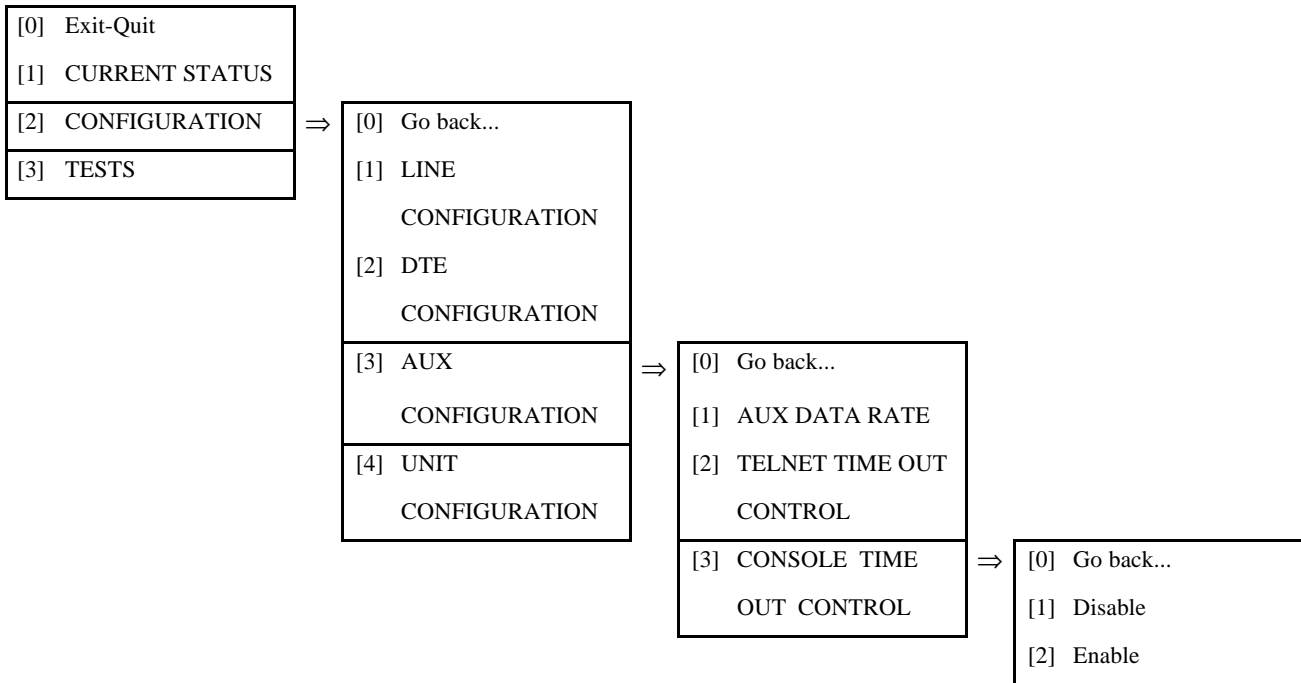 [0] Exit-Quit
[1] CURRENT STATUS
[2] CONFIGURATION ⇒
[3] TESTS
[0] Go back...
[1] LINE
CONFIGURATION
[2] DTE
CONFIGURATION
[3] AUX ⇒
CONFIGURATION
[4] UNIT
CONFIGURATION
[0] Go back...
[1] AUX DATA RATE
[2] TELNET TIME OUT
CONTROL
[3] CONSOLE TIME ⇒
OUT CONTROL
[0] Go back...
[1] Disable
[2] Enable